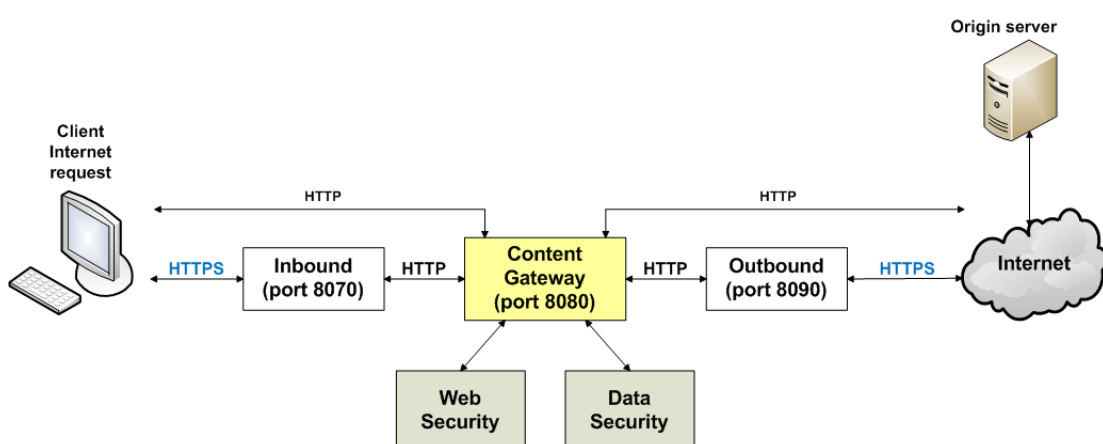 Origin server
Client
Internet
request
HTTP
HTTP
HTTPS
Inbound
(port 8070)
HTTP
Content
Gateway
(port 8080)
HTTP
Outbound
(port 8090)
HTTPS
Internet
Web
Security
Data
Security